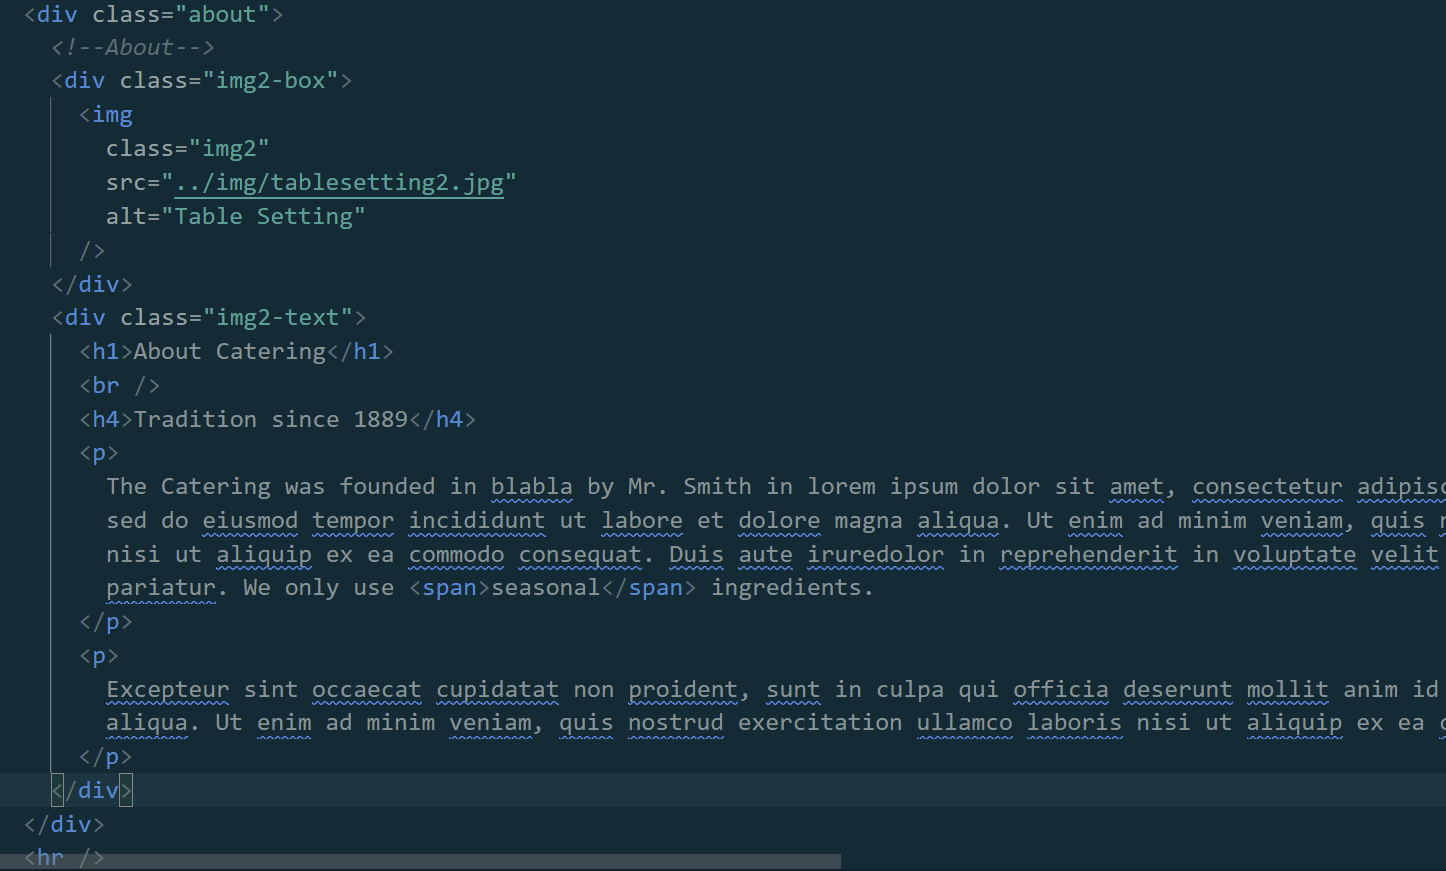 <div class="about">
<!--About-->
<div class="img2-box">
<img
class="img2"
src="../img/tablesetting2.jpg"
alt="Table Setting"
/>
</div>
<div class="img2-text">
<h1>About Catering</h1>
<br />
<h4>Tradition since 1889</h4>
<p>
The Catering was founded in blabla by Mr. Smith in lorem ipsum dolor sit amet, consectetur
sed do eiusmod tempor incididunt ut labore et dolore magna aliqua. Ut enim ad minim veniam, quis
nisi ut aliquip ex ea commodo consequat. Duis aute iruredolor in reprehenderit in voluptate velit
pariatur. We only use <span>seasonal</span> ingredients.
</p>
<p>
Excepteur sint occaecat cupidatat non proident, sunt in culpa qui officia deserunt mollit anim id
aliqua. Ut enim ad minim veniam, quis nostrud exercitation ullamco laboris nisi ut aliquip ex ea
</p>
</div>
</div>
<hr />